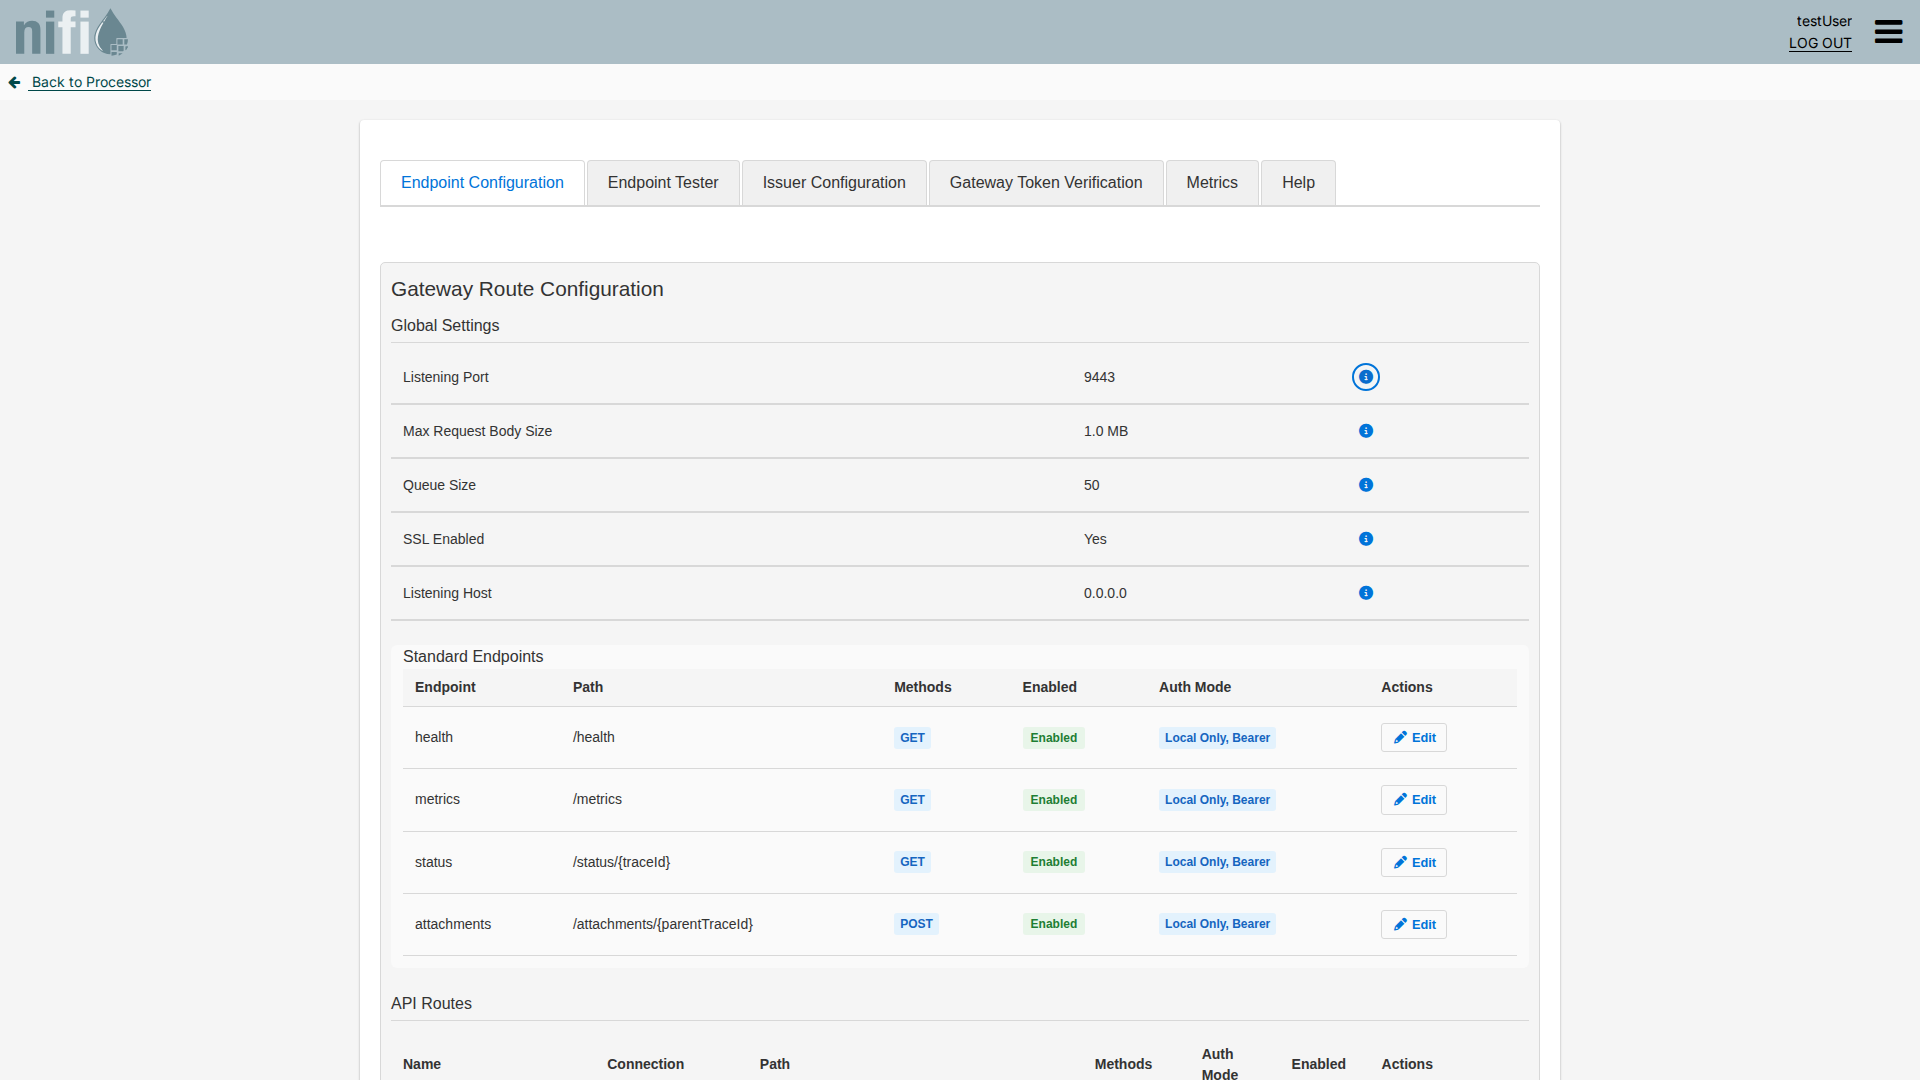 nifi
testUser
LOG OUT
Back to Processor
Endpoint Configuration
Endpoint Tester
Issuer Configuration
Gateway Token Verification
Metrics
Help
Gateway Route Configuration
Global Settings
Listening Port 9443
Max Request Body Size 1.0 MB
Queue Size 50
SSL Enabled Yes
Listening Host 0.0.0.0
Standard Endpoints
Endpoint Path Methods Enabled Auth Mode Actions
health /health GET Enabled Local Only, Bearer Edit
metrics /metrics GET Enabled Local Only, Bearer Edit
status /status/{traceId} GET Enabled Local Only, Bearer Edit
attachments /attachments/{parentTraceId} POST Enabled Local Only, Bearer Edit
API Routes
Name Connection Path Methods Auth Mode Enabled Actions